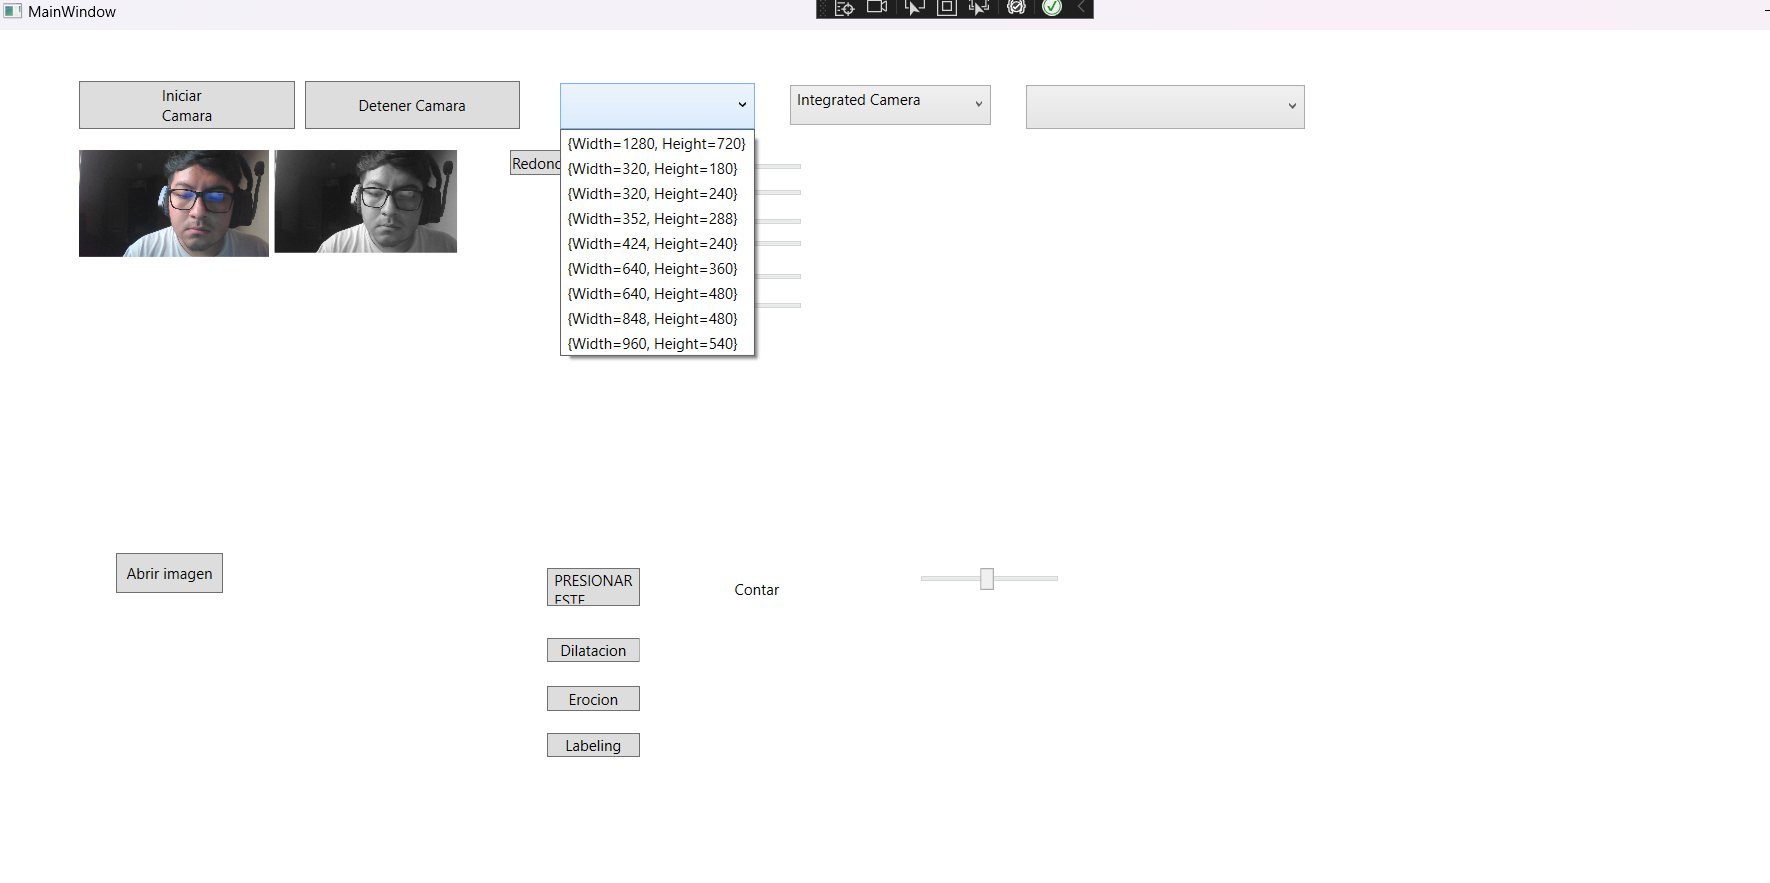 MainWindow
Iniciar
Camara
Detener Camara
Integrated Camera
{Width=1280, Height=720}
{Width=320, Height=180}
{Width=320, Height=240}
{Width=352, Height=288}
{Width=424, Height=240}
{Width=640, Height=360}
{Width=640, Height=480}
{Width=848, Height=480}
{Width=960, Height=540}
Redonc
Abrir imagen
PRESIONAR
ESTE
Contar
Dilatacion
Erocion
Labeling